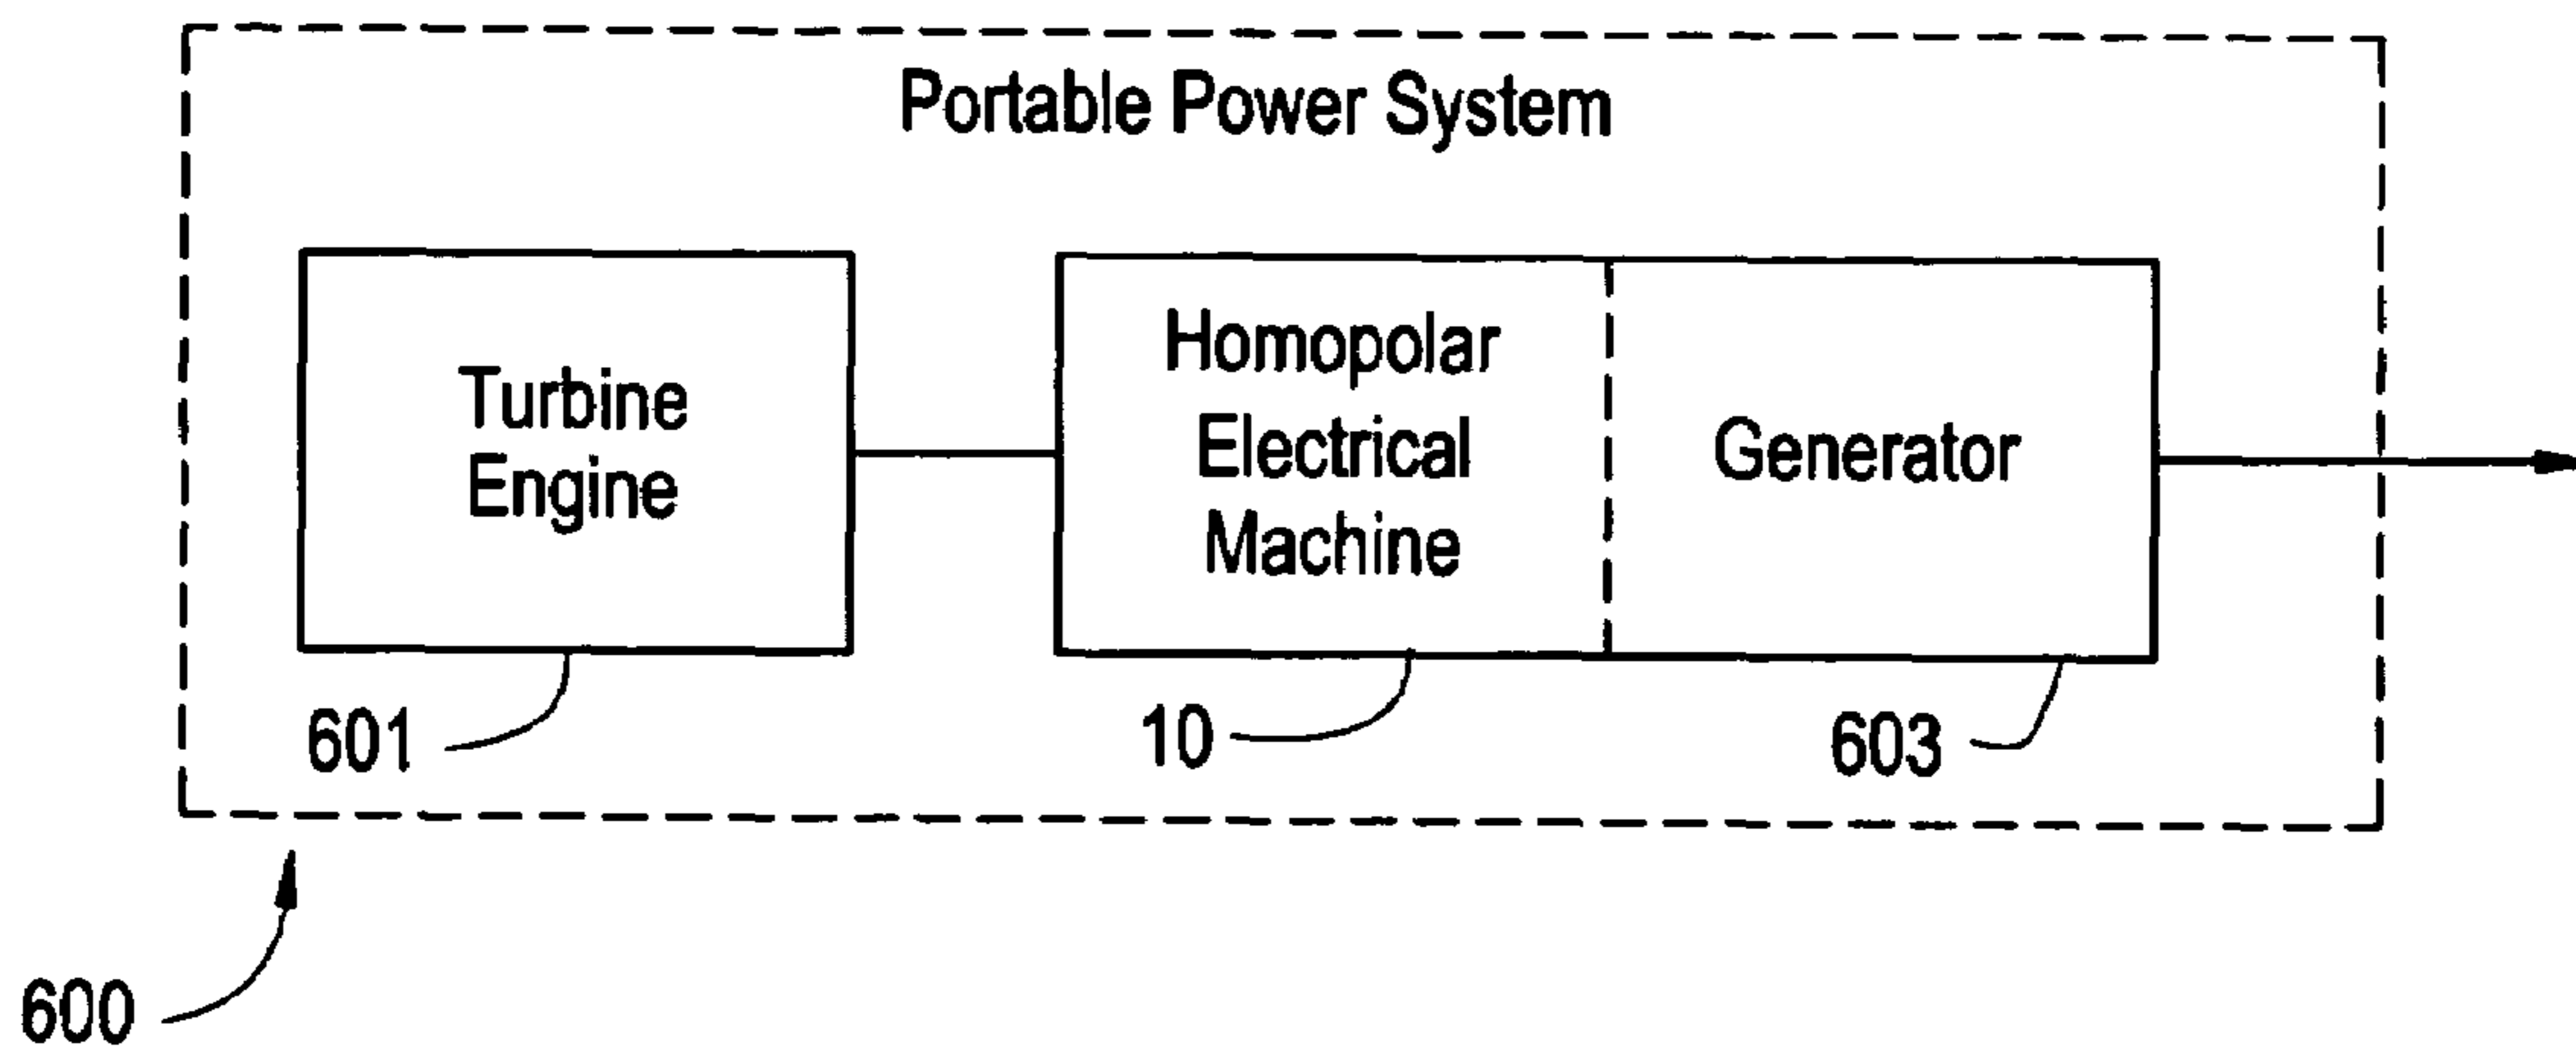 Portable Power System
Turbine
Engine
Homopolar
Electrical
Machine
Generator
601
10
603
600